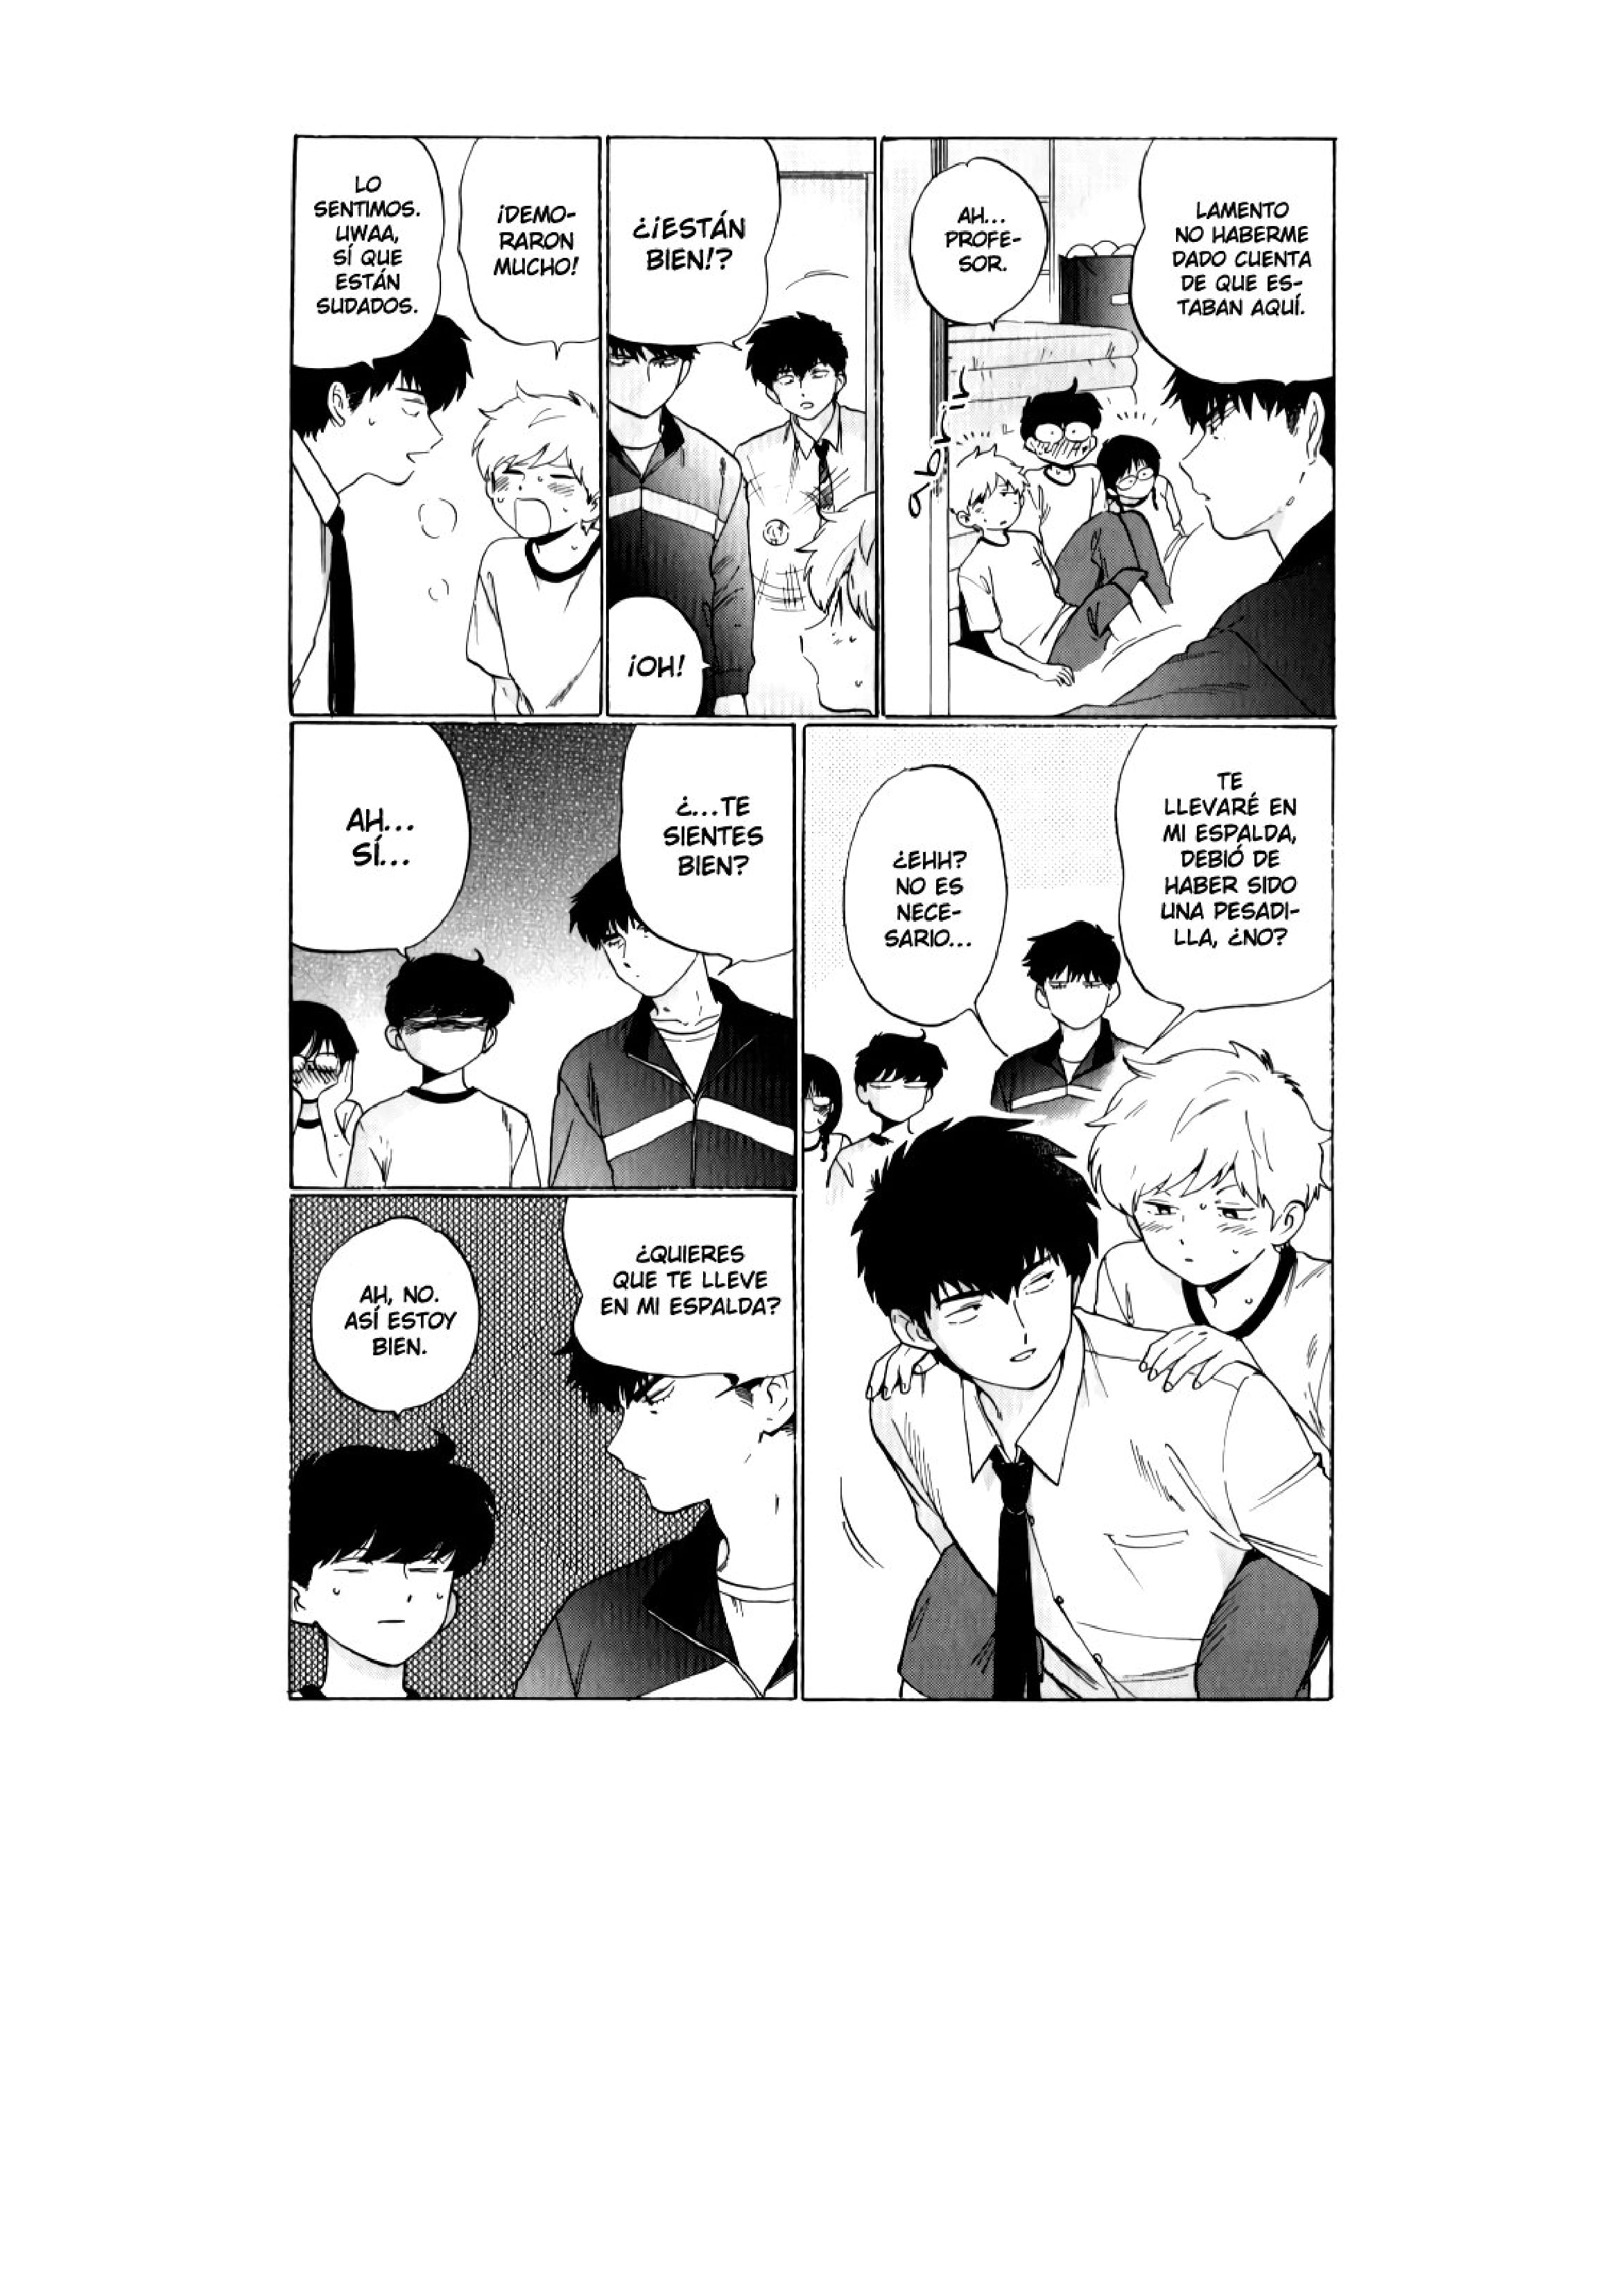 LAMENTO
NO HABERME
DADO CUENTA
DE QUE ES-
TABAN AQUÍ.
AH...
PROFE-
SOR.
¿¡ESTÁN
BIEN!?
¡OH!
¡DEMO-
RARON
MUCHO!
LO
SENTIMOS.
UWAA,
SÍ QUE
ESTÁN
SUDADOS.
TE
LLEVARÉ EN
MI ESPALDA,
DEBIÓ DE
HABER SIDO
UNA PESADI-
LLA, ¿NO?
¿EHH?
NO ES
NECE-
SARIO...
¿...TE
SIENTES
BIEN?
AH...
SÍ...
¿QUIERES
QUE TE LLEVE
EN MI ESPALDA?
AH, NO.
ASÍ ESTOY
BIEN.